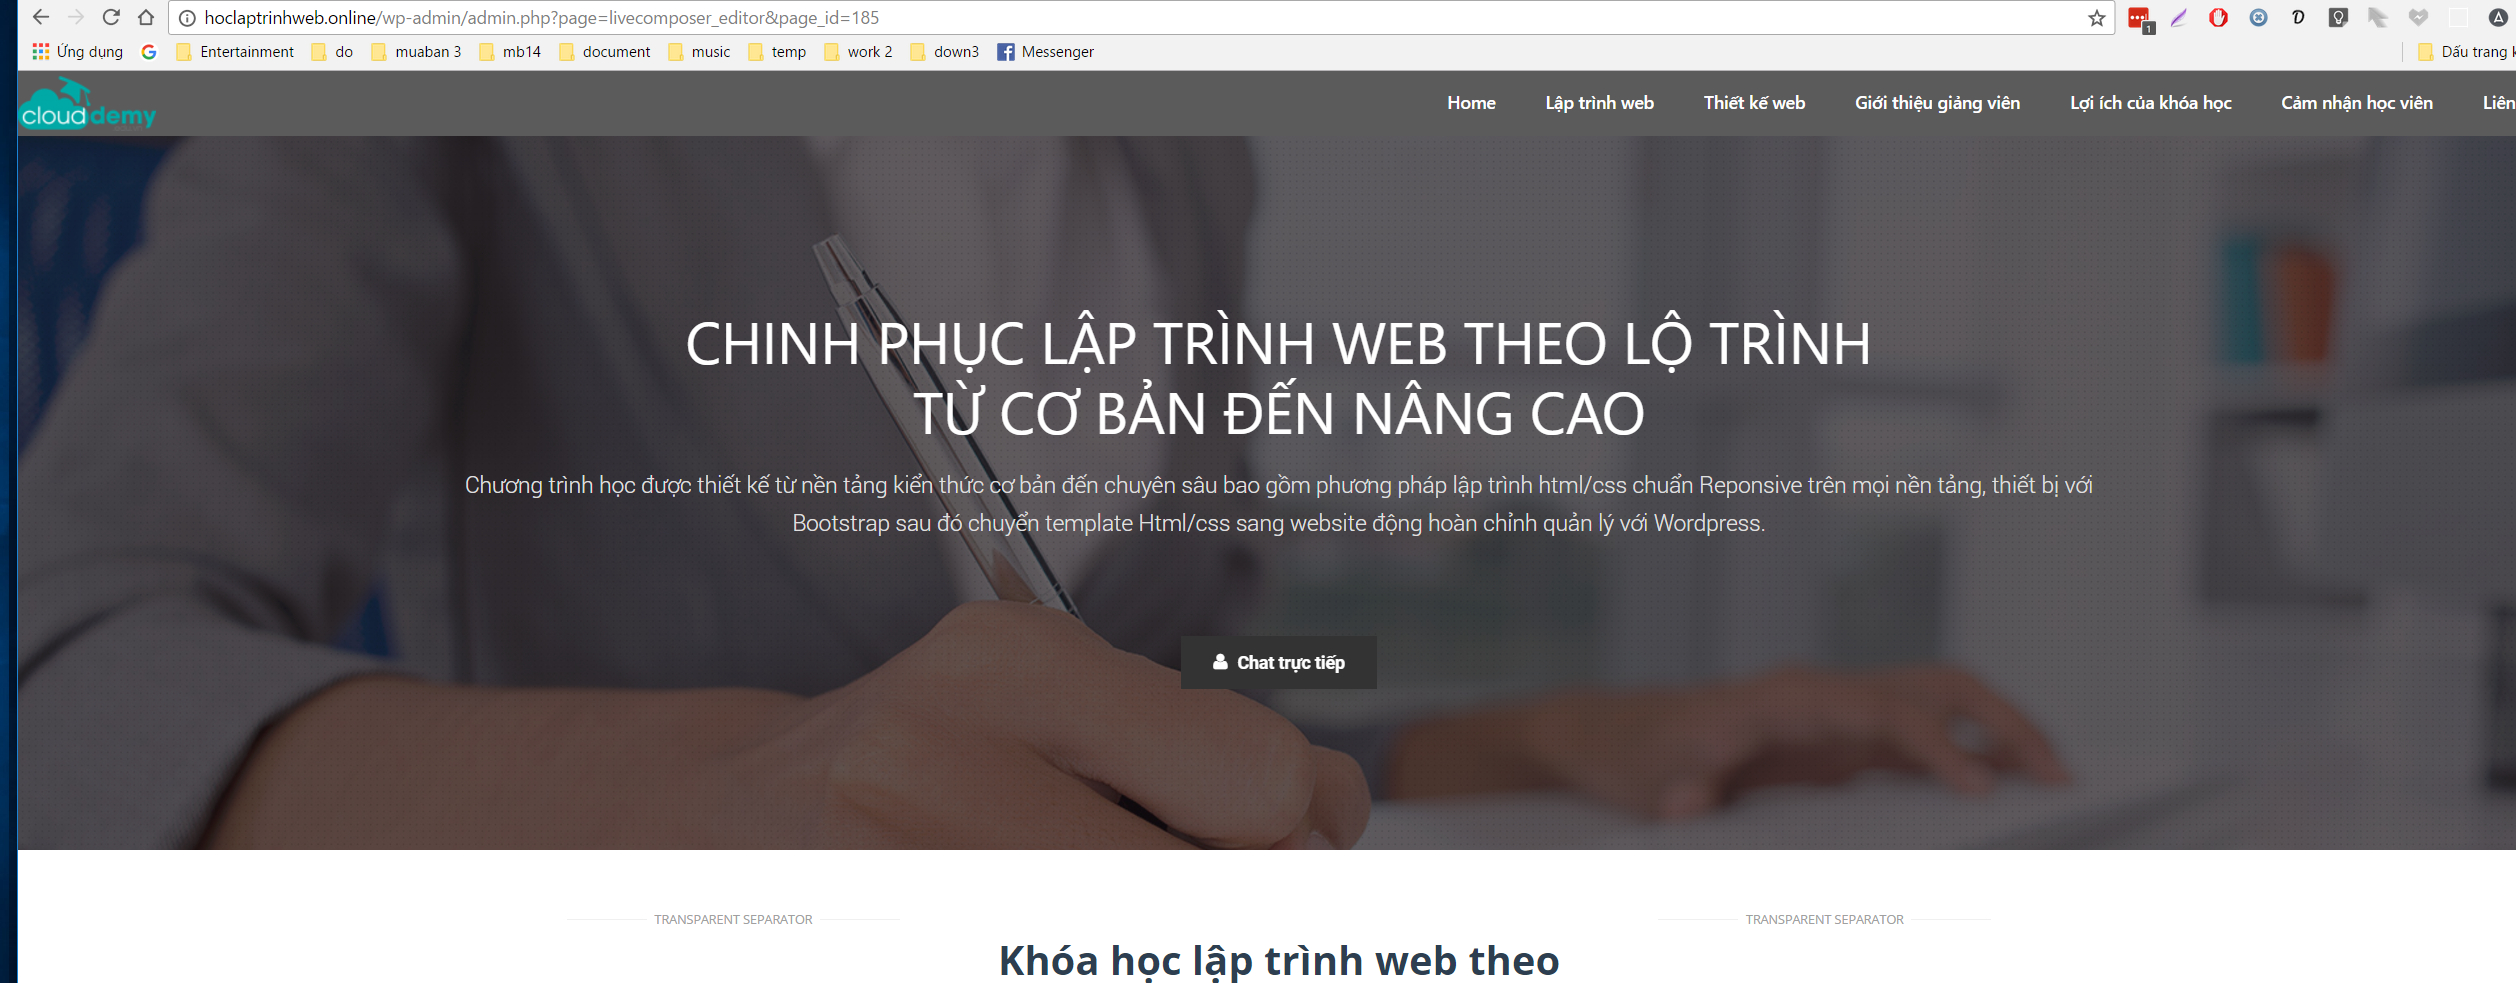 hoclaptrinhweb.online/wp-admin/admin.php?page=livecomposer_editor&page_id=185
1
Ứng dụng Entertainment do muaban 3 mb14 document music temp work 2 down3 Messenger Dấu trang k
clouddemy Home Lập trình web Thiết kế web Giới thiệu giảng viên Lợi ích của khóa học Cảm nhận học viên Liên
CHINH PHỤC LẬP TRÌNH WEB THEO LỘ TRÌNH
TỪ CƠ BẢN ĐẾN NÂNG CAO
Chương trình học được thiết kế từ nền tảng kiển thức cơ bản đến chuyên sâu bao gồm phương pháp lập trình html/css chuẩn Reponsive trên mọi nền tảng, thiết bị với
Bootstrap sau đó chuyển template Html/css sang website động hoàn chỉnh quản lý với Wordpress.
Chat trực tiếp
TRANSPARENT SEPARATOR TRANSPARENT SEPARATOR
Khóa học lập trình web theo